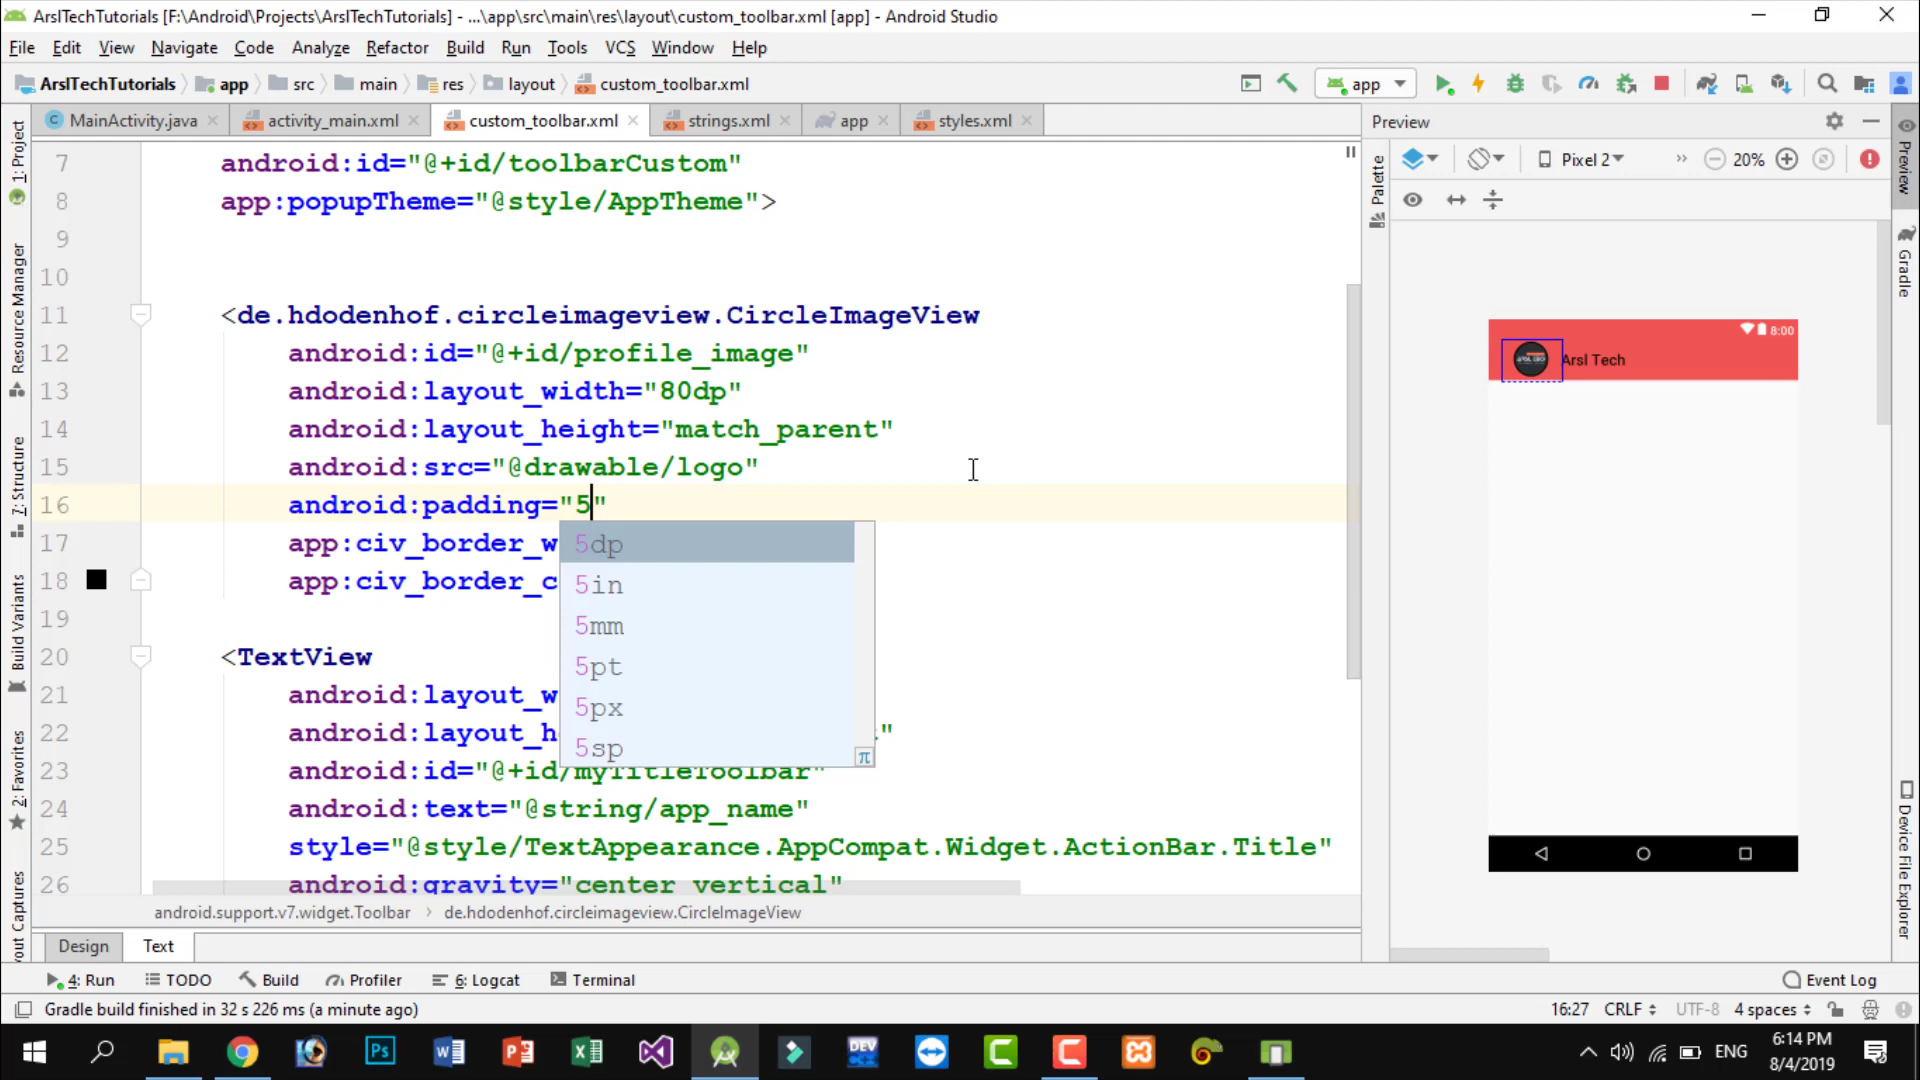 ArslTechTutorials [F:\Android\Projects\ArslTechTutorials] - ...\app\src\main\res\layout\custom_toolbar.xml [app] - Android Studio
File Edit View Navigate Code Analyze Refactor Build Run Tools VCS Window Help
ArslTechTutorials app src main res layout custom_toolbar.xml app
MainActivity.java activity_main.xml custom_toolbar.xml strings.xml app styles.xml
Preview
Pixel 2 20%
1: Project
Resource Manager
7: Structure
Build Variants
2: Favorites
Palette
Preview
Gradle
Device File Explorer
7 android:id="@+id/toolbarCustom"
8 app:popupTheme="@style/AppTheme">
9
10
11 <de.hdodenhof.circleimageview.CircleImageView
12 android:id="@+id/profile_image"
13 android:layout_width="80dp"
14 android:layout_height="match_parent"
15 android:src="@drawable/logo"
16 android:padding="5"
17 app:civ_border_w
18 app:civ_border_c
19
20 <TextView
21 android:layout_w
22 android:layout_h "
23 android:id="@+id/myTitleToolbar"
24 android:text="@string/app_name"
25 style="@style/TextAppearance.AppCompat.Widget.ActionBar.Title"
26 android:gravity="center_vertical"
5dp
5in
5mm
5pt
5px
5sp
π
8:00
Arsl Tech
android.support.v7.widget.Toolbar de.hdodenhof.circleimageview.CircleImageView
Design Text
4: Run TODO Build Profiler 6: Logcat Terminal Event Log
Gradle build finished in 32 s 226 ms (a minute ago) 16:27 CRLF UTF-8 4 spaces
ENG
6:14 PM
8/4/2019